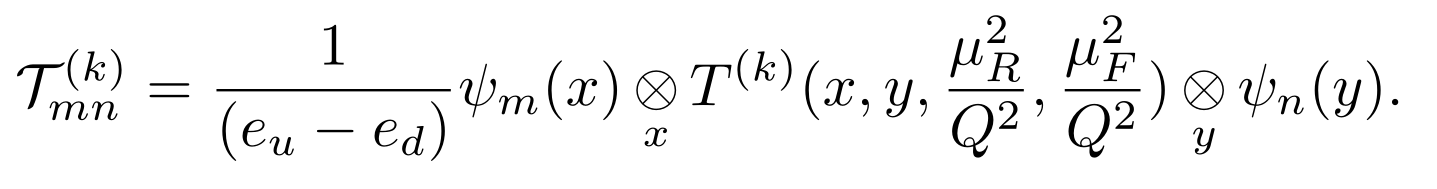 $\mathcal{T}_{mn}^{(k)} = \frac{1}{(e_u - e_d)} \psi_m(x) \underset{x}{\otimes} T^{(k)}(x, y, \frac{\mu_R^2}{Q^2}, \frac{\mu_F^2}{Q^2}) \underset{y}{\otimes} \psi_n(y).$